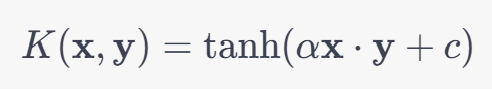 K(x, y) = tanh(αx · y + c)